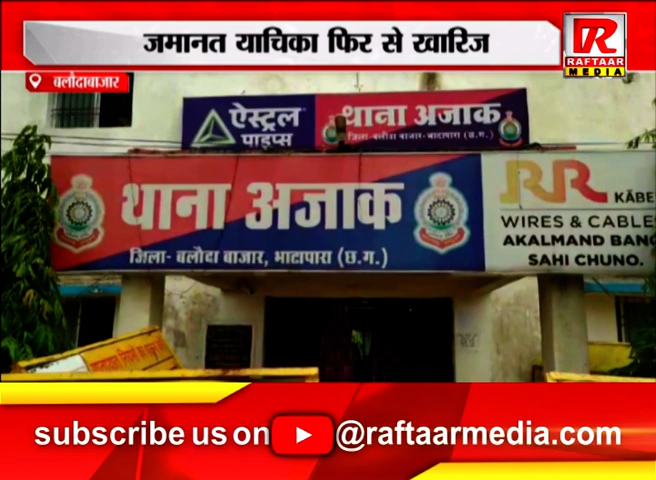 जमानत याचिका फिर से खारिज
R
RAFTAAR
MEDIA
बलौदाबाजार
ऐस्ट्रल
पाइप्स
थाना अजाक
जिला-बलौदा बाजार-भाटापारा (छ.ग.)
थाना अजाक
जिला- बलौदा बाजार, भाटापारा (छ.ग.)
RR
KABE
WIRES & CABLE
AKALMAND BANO
SAHI CHUNO.
subscribe us on @raftaarmedia.com